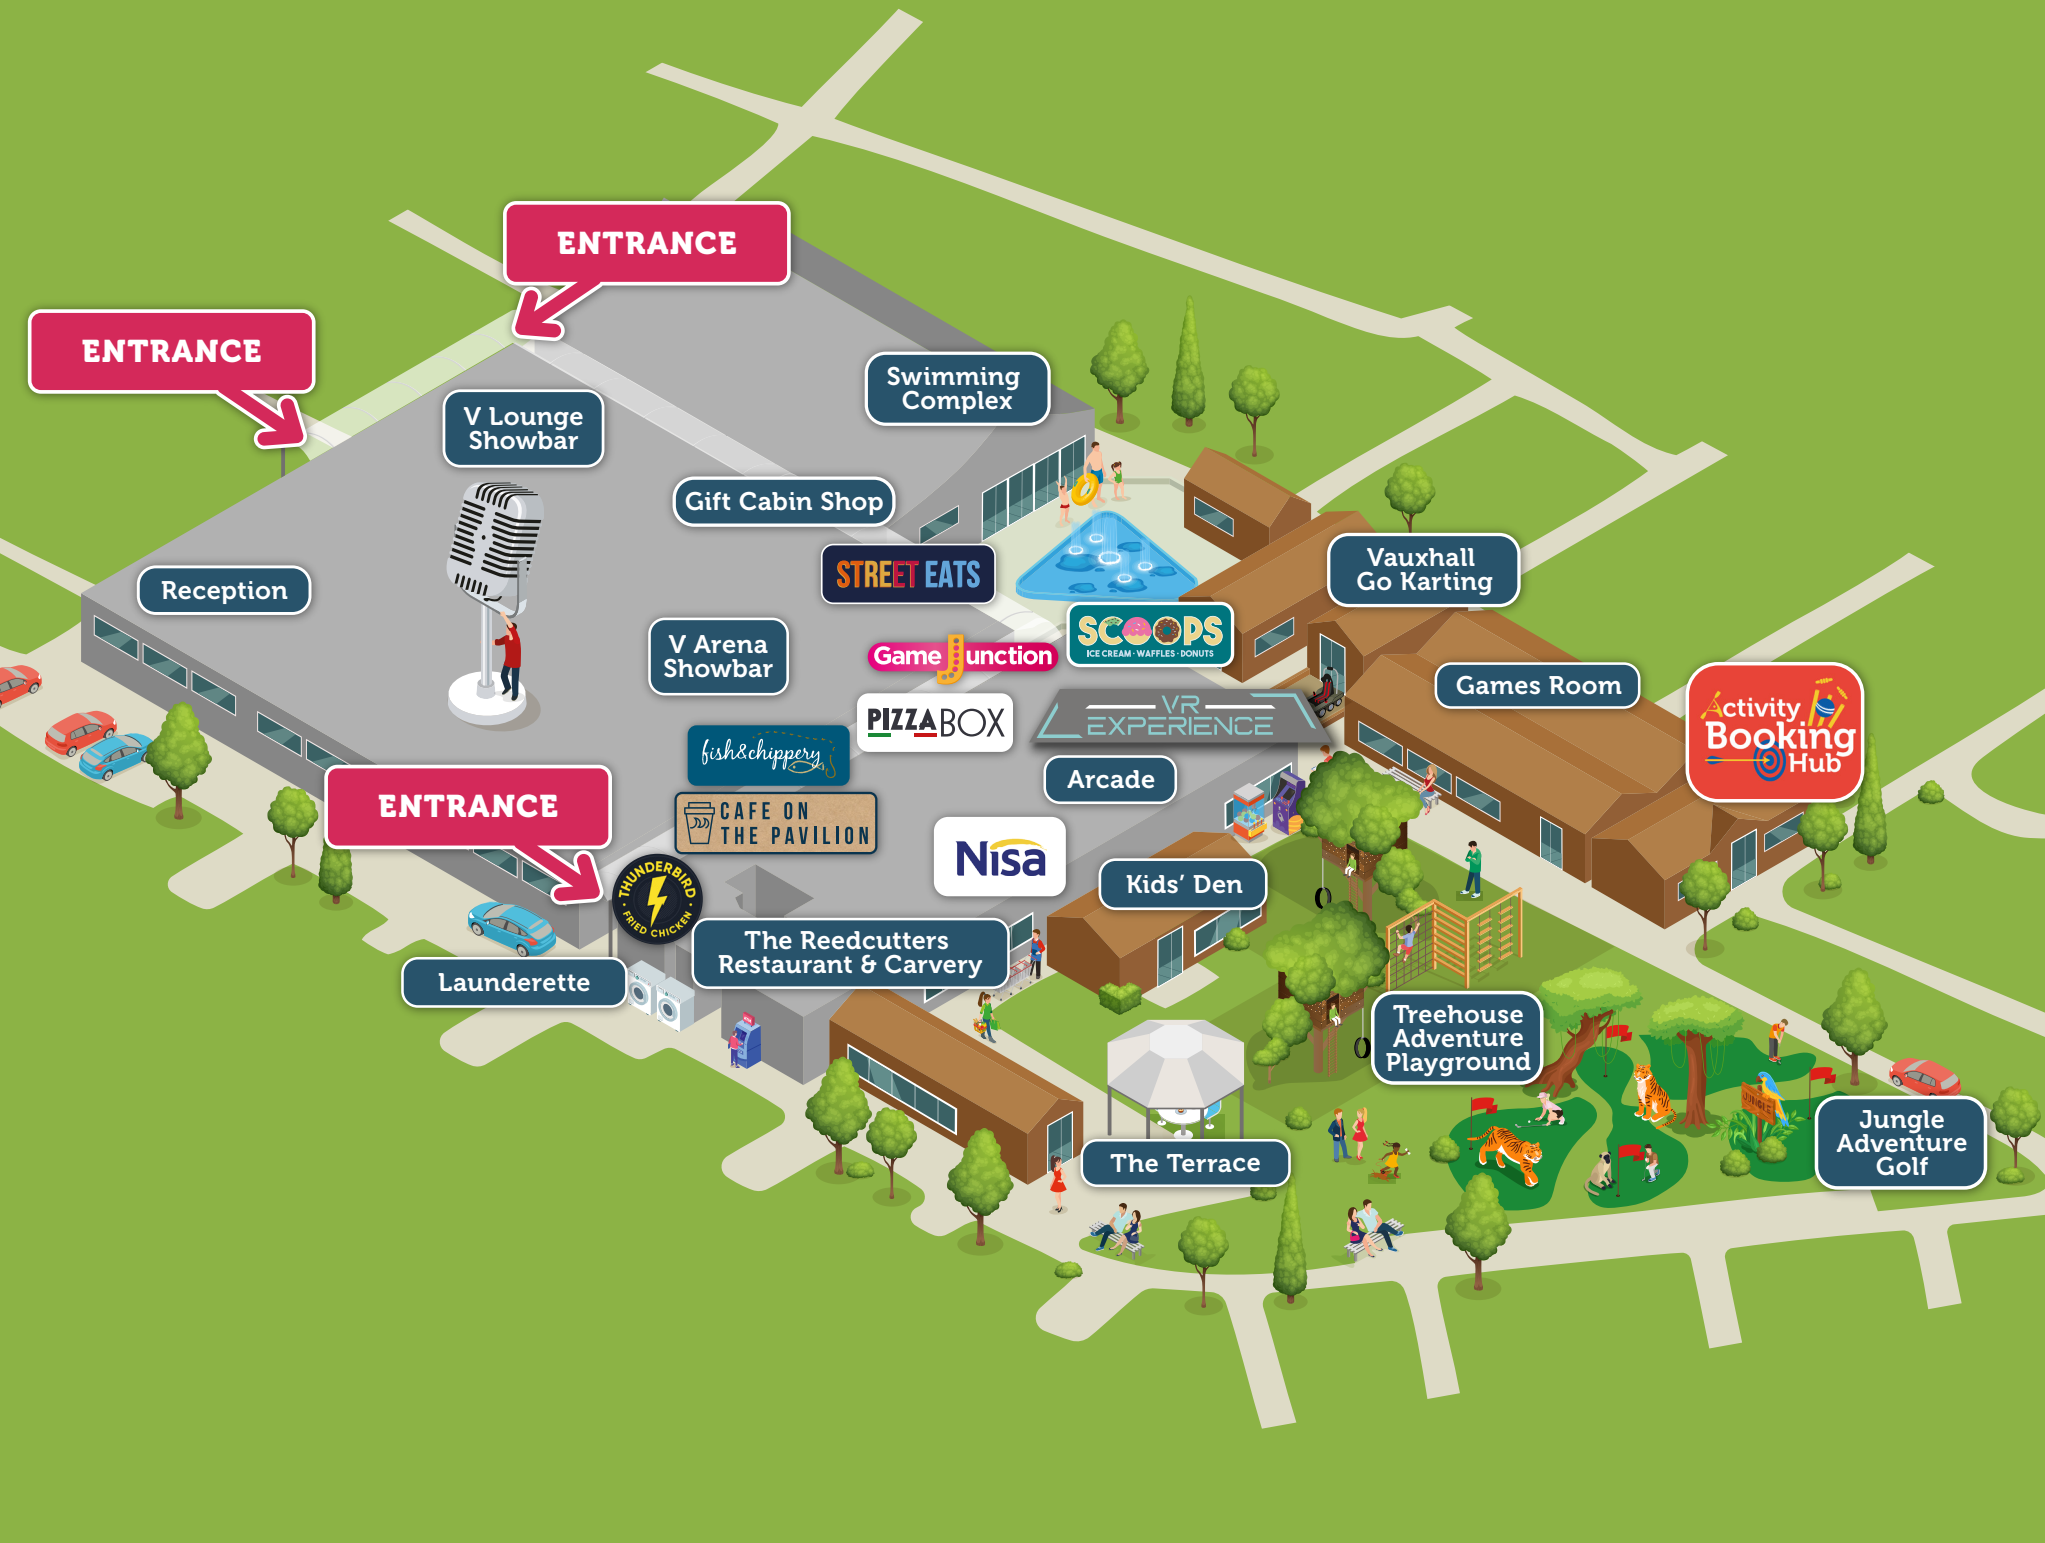 ENTRANCE
ENTRANCE
Swimming
Complex
V Lounge
Showbar
Gift Cabin Shop
STREET EATS
Vauxhall
Go Karting
Reception
SCOOPS
ICE CREAM · WAFFLES · DONUTS
V Arena
Showbar
Game Junction
Games Room
Activity
Booking
Hub
PIZZABOX
VR
EXPERIENCE
fish&chippery
Arcade
ENTRANCE
CAFE ON
THE PAVILION
Nisa
THUNDERBIRD
FRIED CHICKEN
Kids' Den
The Reedcutters
Restaurant & Carvery
Launderette
Treehouse
Adventure
Playground
JUNGLE
Jungle
Adventure
Golf
The Terrace